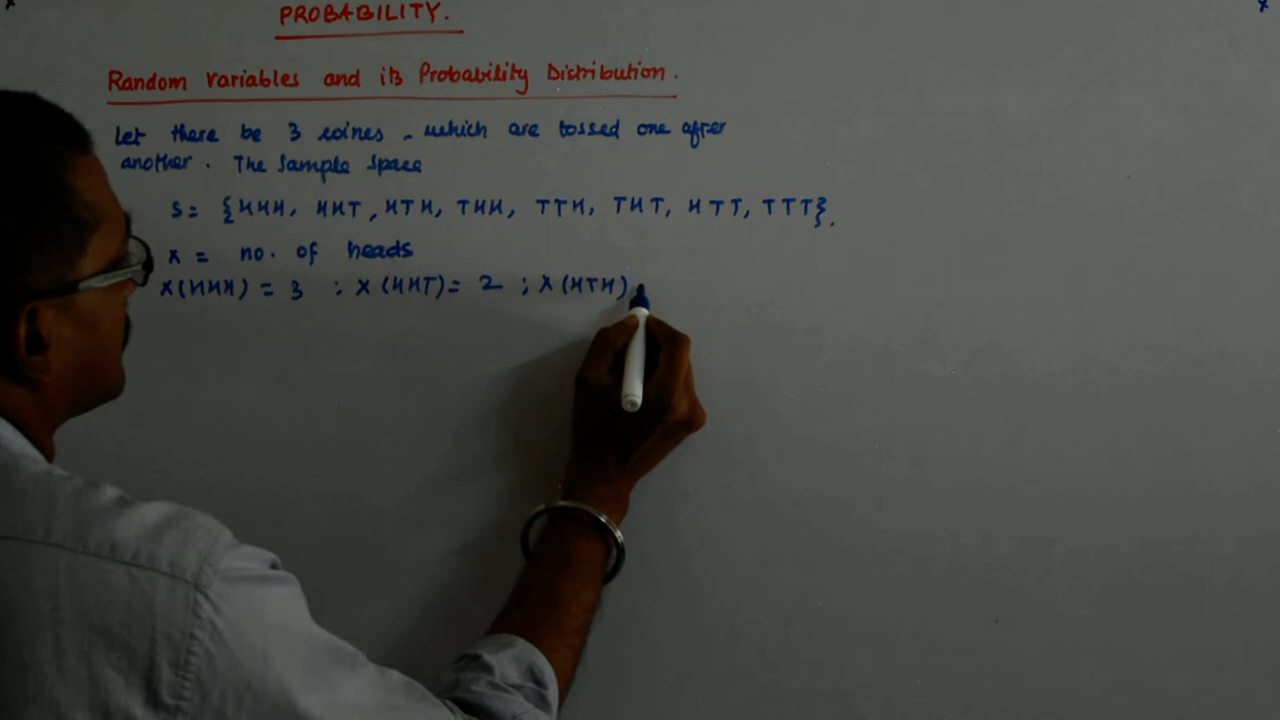 PROBABILITY.
Random variables and its Probability Distribution.
Let there be 3 coines, which are tossed one after
another. The Sample Space
S = {HHH, HHT, HTH, THH, TTH, THT, HTT, TTT}.
X = no. of heads
X(HHH) = 3 ; X(HHT) = 2 ; X(HTH)